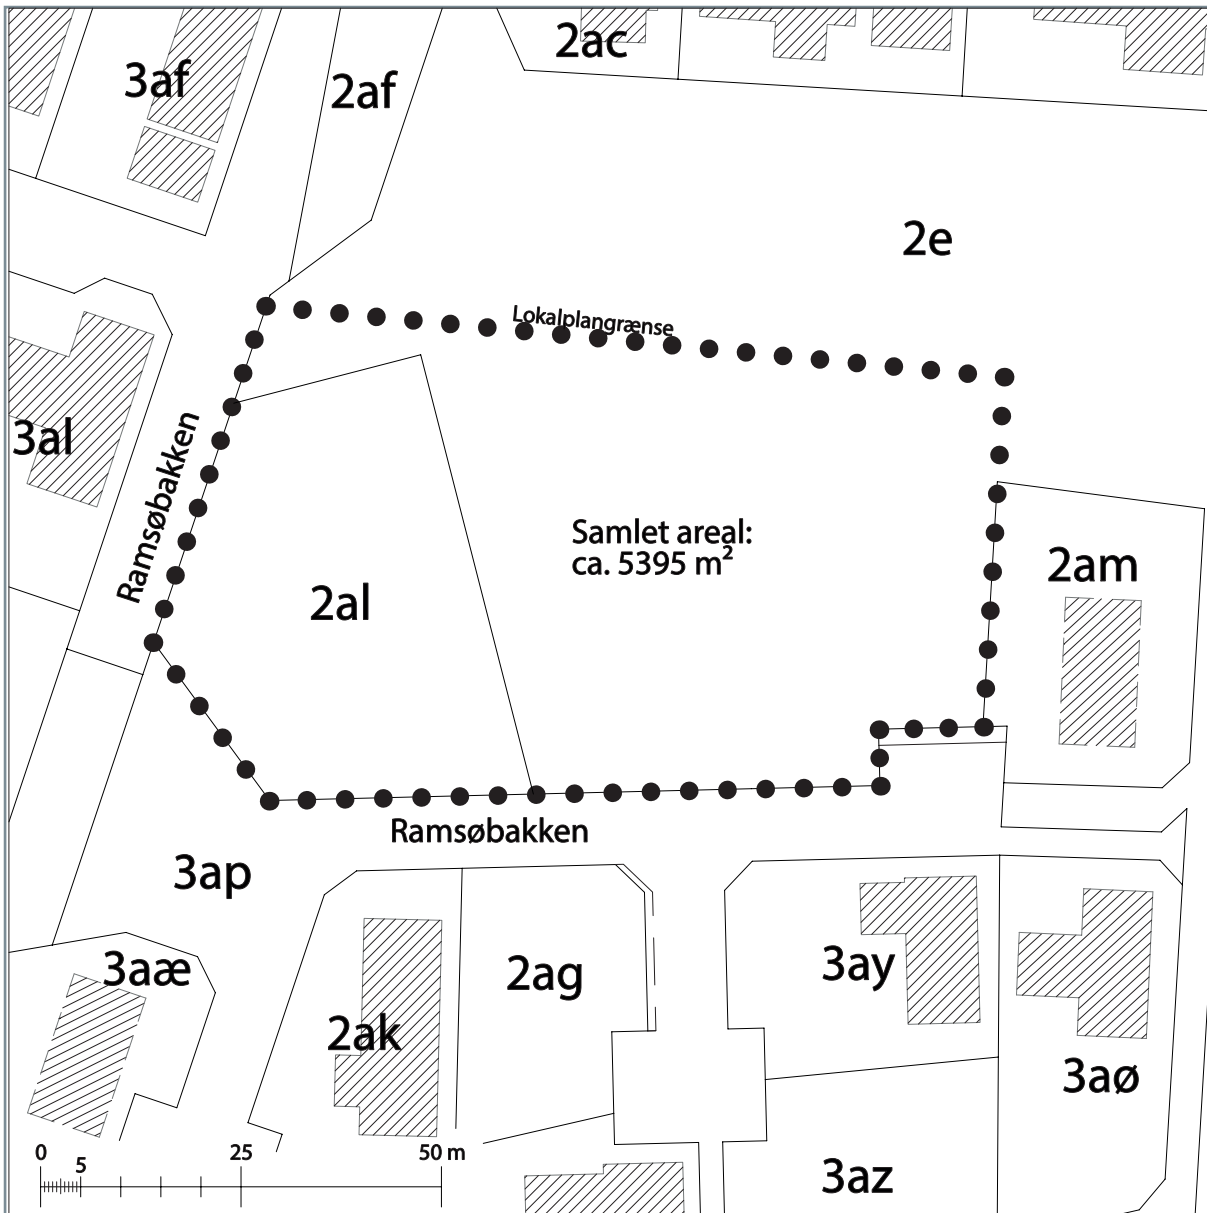 2ac
3af
2af
2e
Lokalplangrænse
3al
Ramsøbakken
Samlet areal:
ca. 5395 m²
2am
2al
Ramsøbakken
3ap
3aæ
2ag
3ay
2ak
3aø
3az
0 5 25 50 m